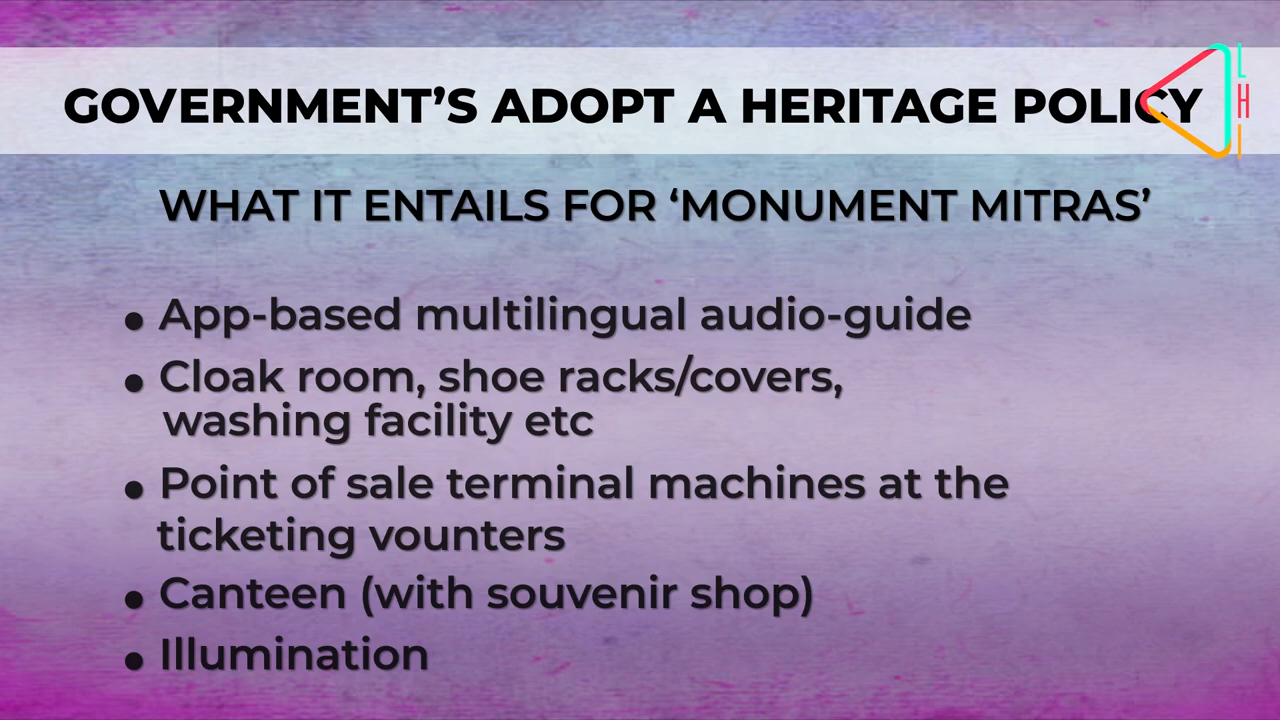 GOVERNMENT’S ADOPT A HERITAGE POLICY
LHI
WHAT IT ENTAILS FOR ‘MONUMENT MITRAS’
• App-based multilingual audio-guide
• Cloak room, shoe racks/covers,
washing facility etc
• Point of sale terminal machines at the
ticketing vounters
• Canteen (with souvenir shop)
• Illumination